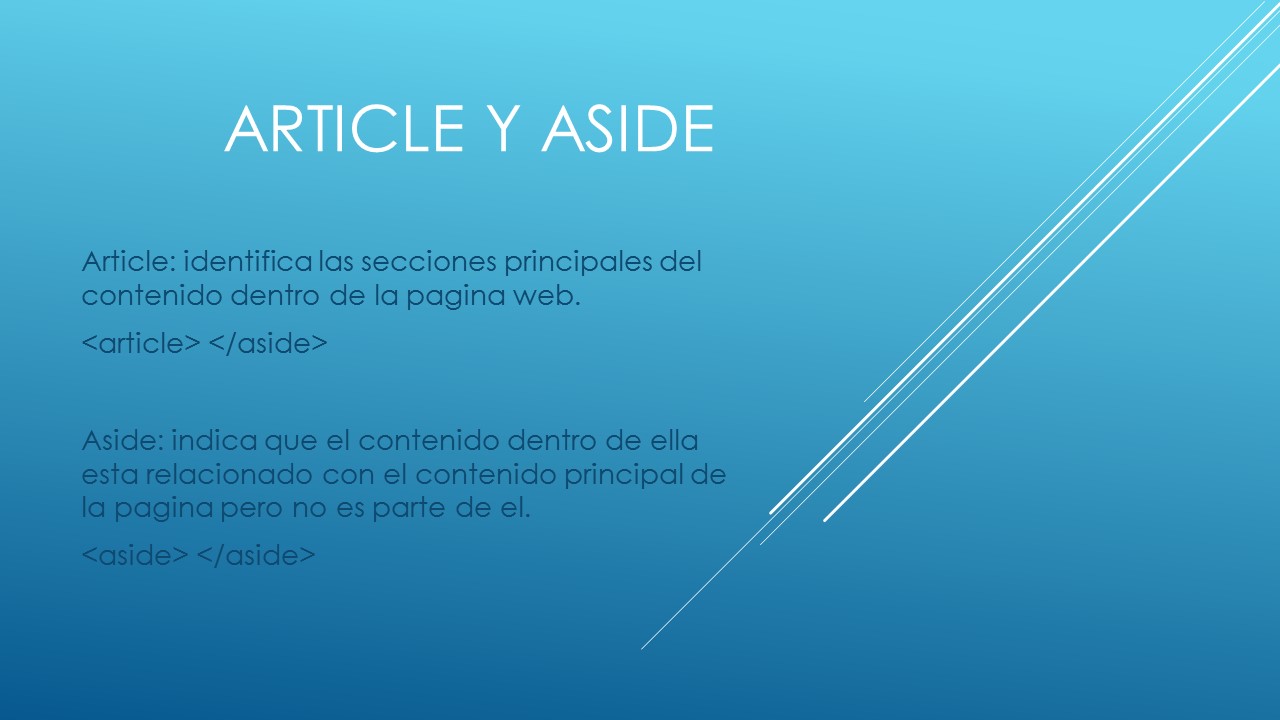 ARTICLE Y ASIDE
Article: identifica las secciones principales del
contenido dentro de la pagina web.
<article> </aside>
Aside: indica que el contenido dentro de ella
esta relacionado con el contenido principal de
la pagina pero no es parte de el.
<aside> </aside>